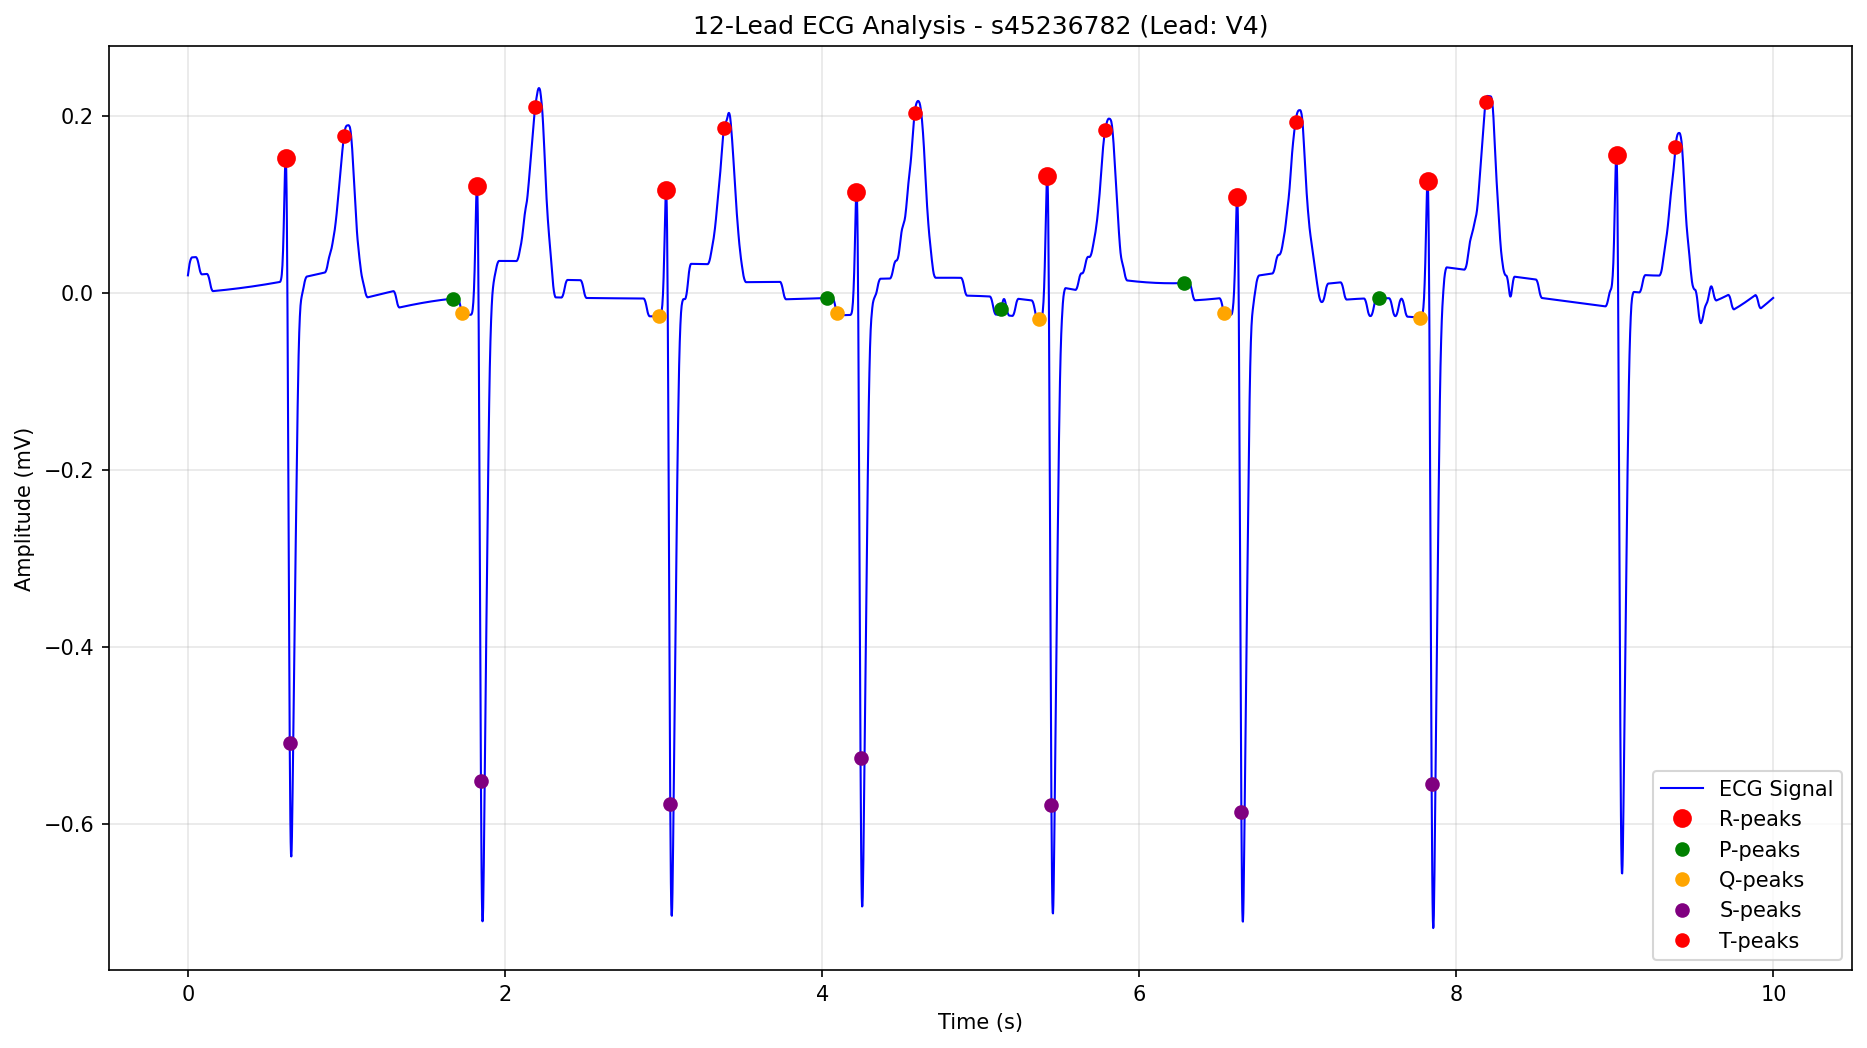 12-Lead ECG Analysis - s45236782 (Lead: V4)
Amplitude (mV)
0.2
0.0
−0.2
−0.4
−0.6
0
2
4
6
8
10
Time (s)
ECG Signal
R-peaks
P-peaks
Q-peaks
S-peaks
T-peaks